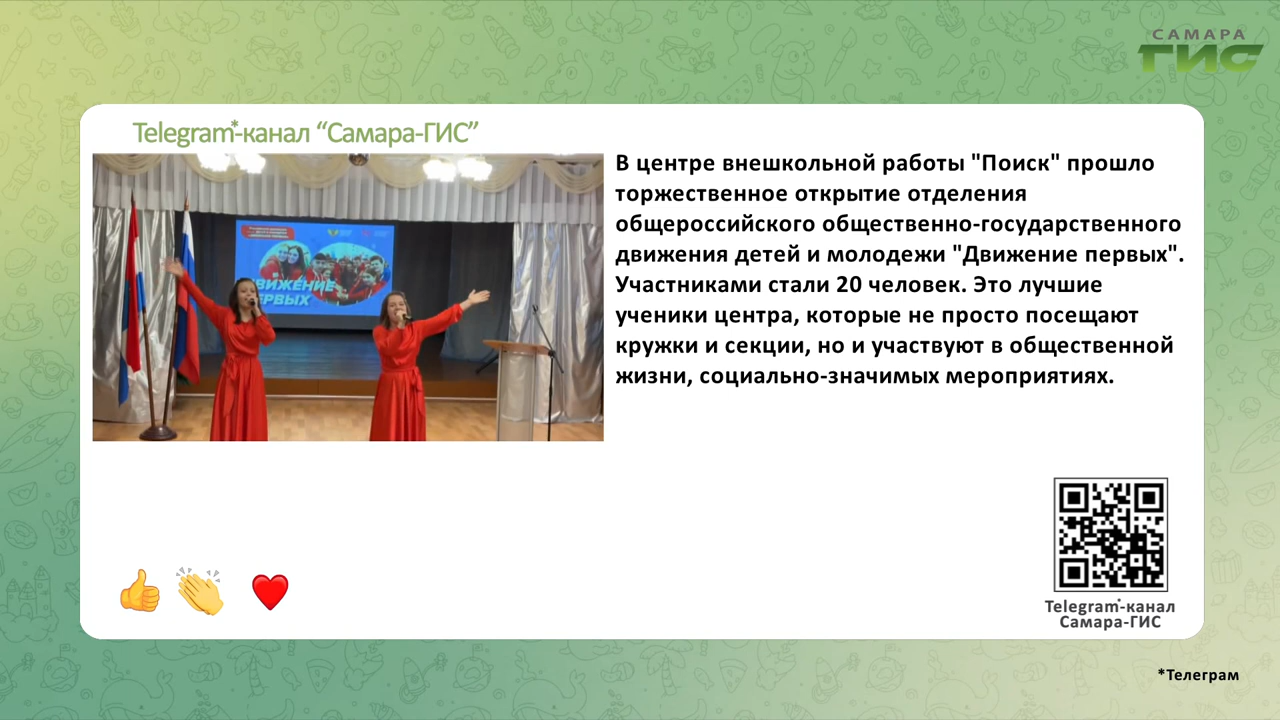 САМАРА
ГИС
Telegram*-канал “Самара-ГИС”
В центре внешкольной работы "Поиск" прошло
торжественное открытие отделения
общероссийского общественно-государственного
движения детей и молодежи "Движение первых".
Участниками стали 20 человек. Это лучшие
ученики центра, которые не просто посещают
кружки и секции, но и участвуют в общественной
жизни, социально-значимых мероприятиях.
ДВИЖЕНИЕ
ПЕРВЫХ
Telegram*-канал
Самара-ГИС
*Телеграм